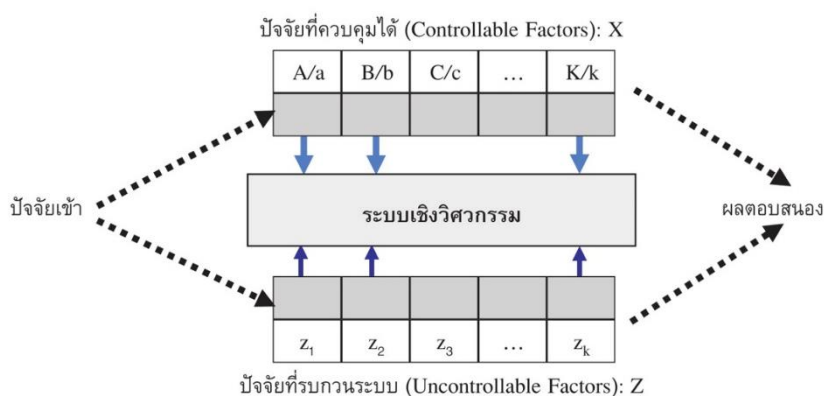 ปัจจัยที่ควบคุมได้ (Controllable Factors): X
A/a B/b C/c … K/k
ปัจจัยเข้า
ระบบเชิงวิศวกรรม
ผลตอบสนอง
z₁ z₂ z₃ … zₖ
ปัจจัยที่รบกวนระบบ (Uncontrollable Factors): Z